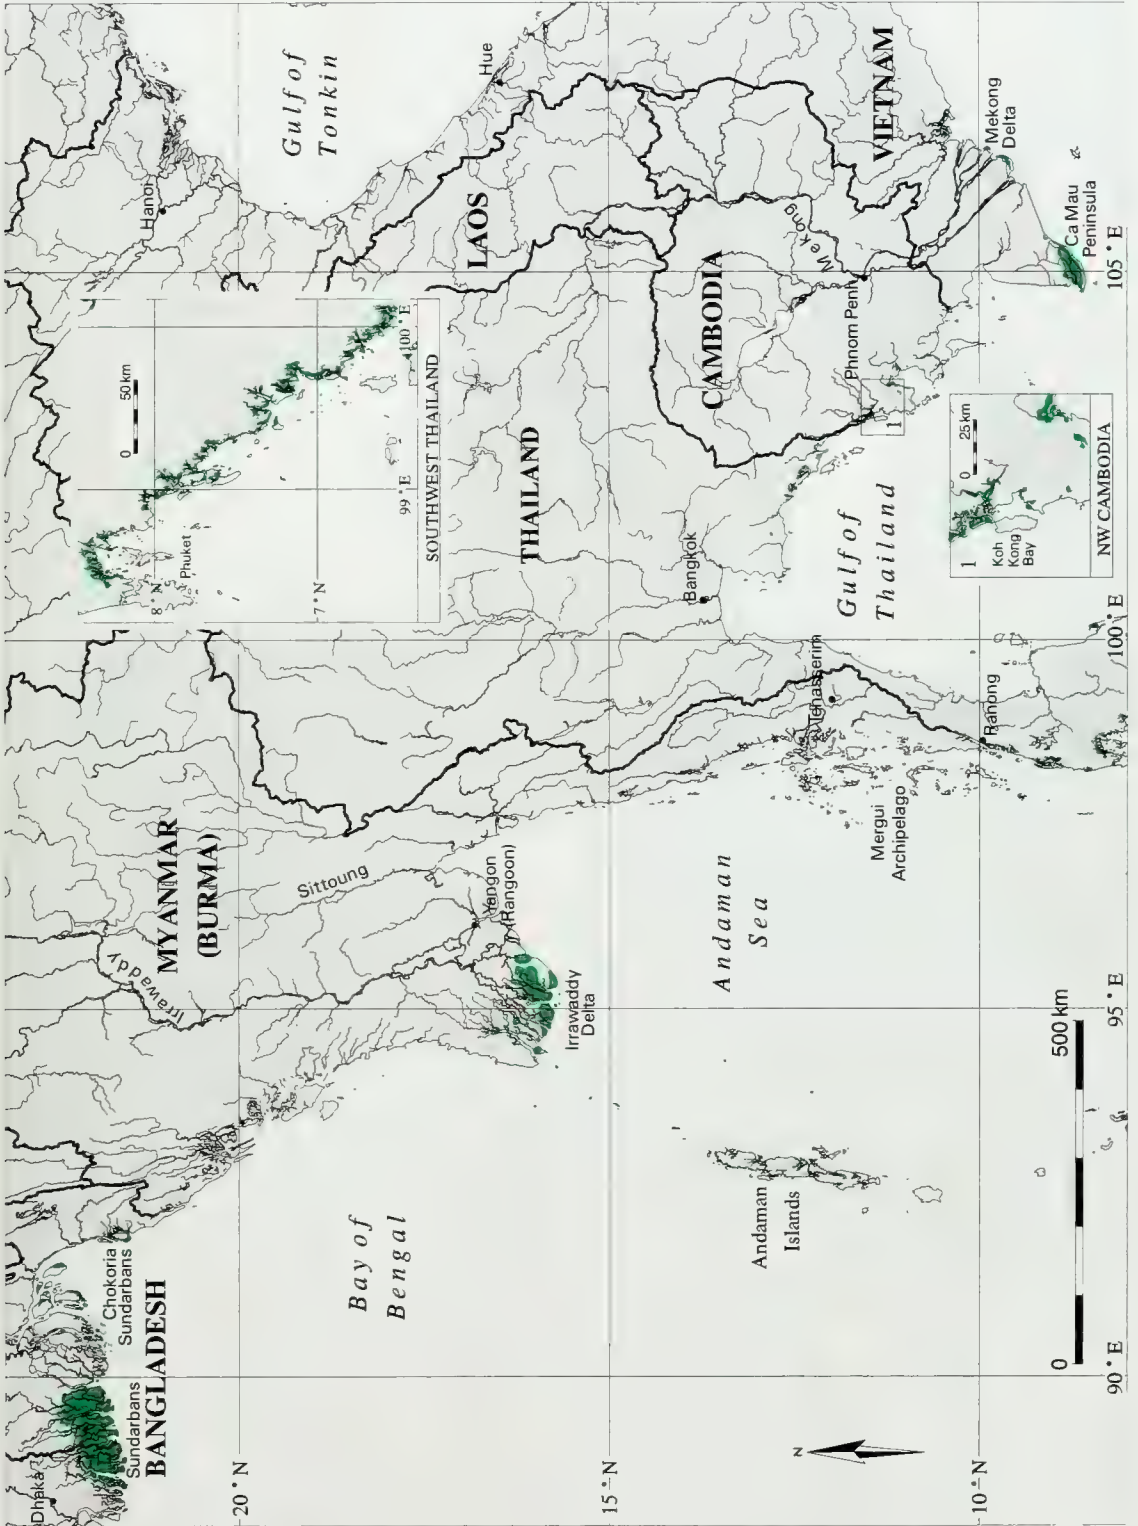 Dhaka
Sundarbans
BANGLADESH
Chokoria
Sundarbans
Irrawaddy
MYANMAR
(BURMA)
Sittoung
Yangon
(Rangoon)
Irrawaddy
Delta
Bay of
Bengal
Andaman
Islands
Andaman
Sea
Mergui
Archipelago
Ranong
Bangkok
THAILAND
Gulf of
Thailand
LAOS
CAMBODIA
Phnom Penh
Mekong
1
VIETNAM
Mekong
Delta
Ca Mau
Peninsula
Hanoi
Hue
Gulf of
Tonkin
0 50 km
Phuket
8° N
7° N
99° E
100° E
SOUTHWEST THAILAND
1
0 25 km
Koh
Kong
Bay
NW CAMBODIA
20° N
15° N
10° N
90° E
95° E
100° E
105° E
0 500 km
N